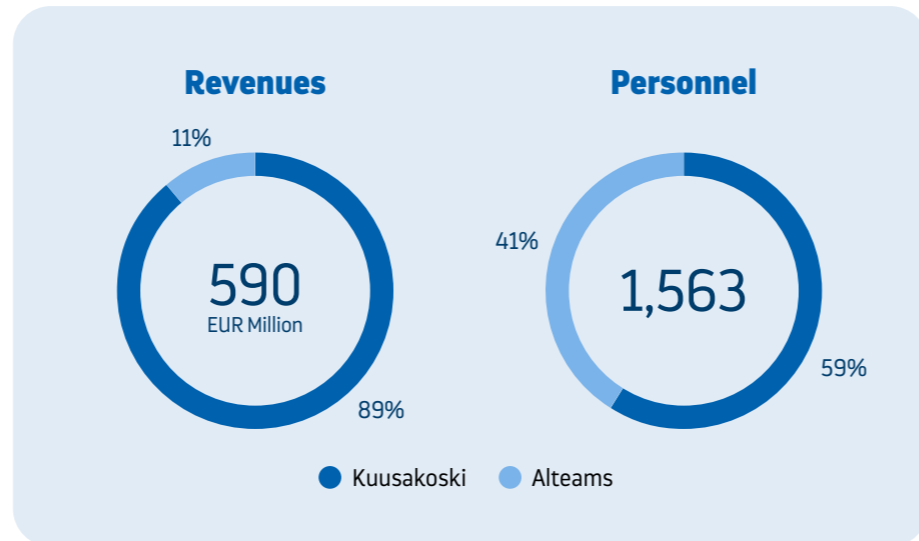 Revenues
11%
590
EUR Million
89%
Personnel
41%
1,563
59%
Kuusakoski
Alteams